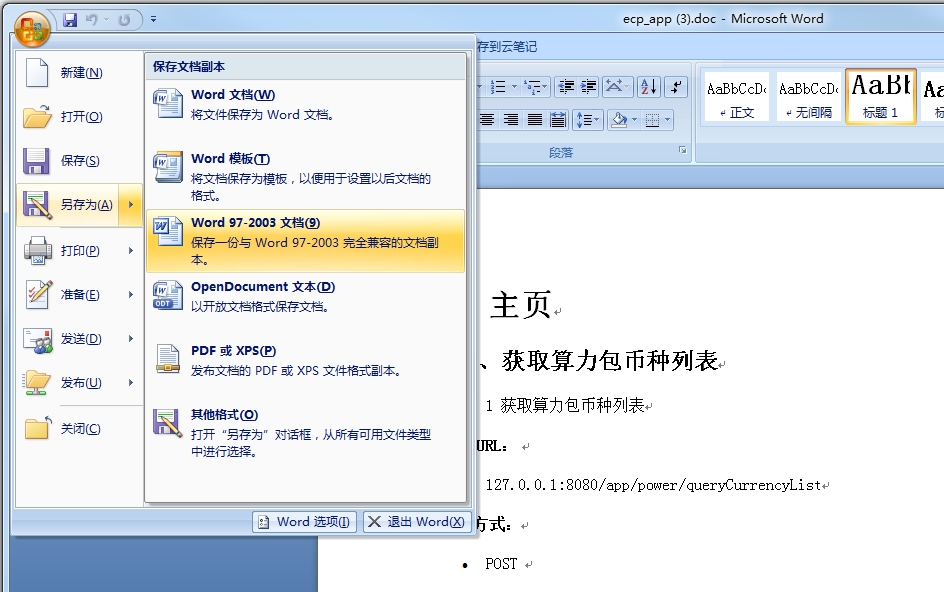 ecp_app (3).doc - Microsoft Word
存到云笔记
新建(N)
打开(O)
保存(S)
另存为(A)
打印(P)
准备(E)
发送(D)
发布(U)
关闭(C)
保存文档副本
Word 文档(W)
将文件保存为 Word 文档。
Word 模板(T)
将文档保存为模板，以便用于设置以后文档的
格式。
Word 97-2003 文档(9)
保存一份与 Word 97-2003 完全兼容的文档副
本。
OpenDocument 文本(D)
以开放文档格式保存文档。
PDF 或 XPS(P)
发布文档的 PDF 或 XPS 文件格式副本。
其他格式(O)
打开“另存为”对话框，从所有可用文件类型
中进行选择。
Word 选项(I)
退出 Word(X)
段落
AaBbCcDc
正文
AaBbCcDc
无间隔
AaBb
标题 1
主页
、获取算力包币种列表
1 获取算力包币种列表
URL：
127.0.0.1:8080/app/power/queryCurrencyList
方式：
• POST